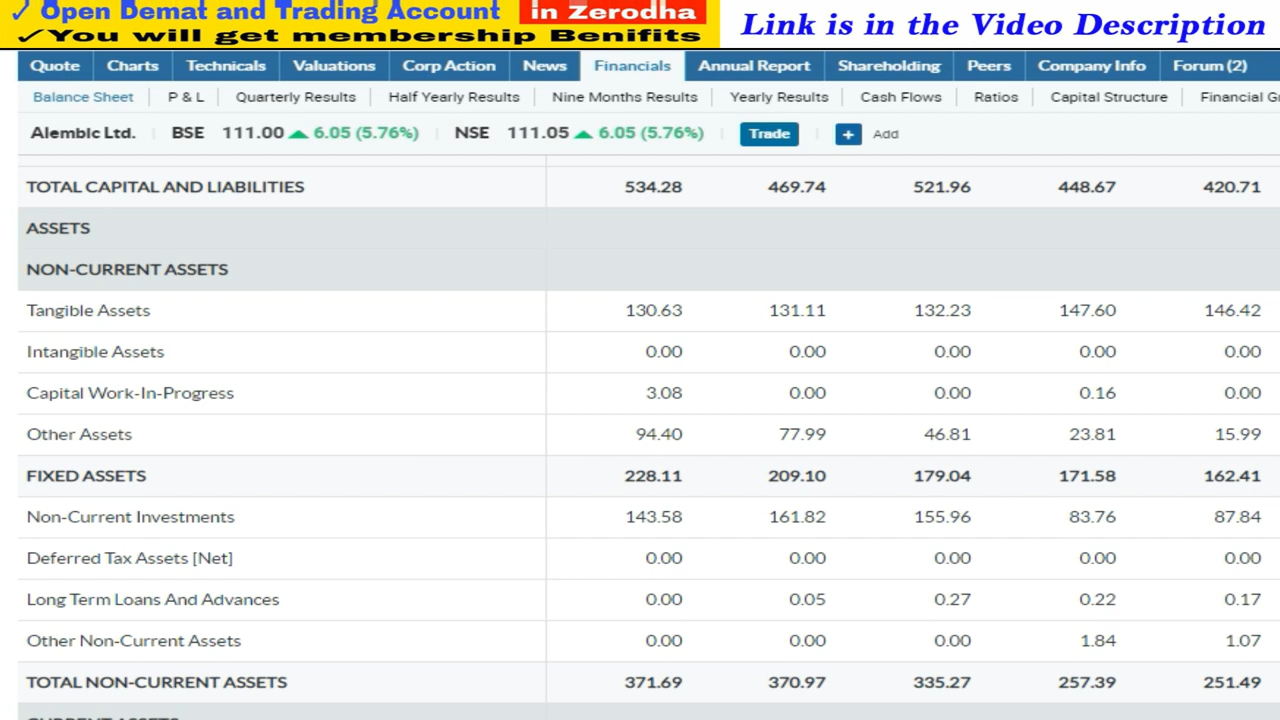 ✓ Open Demat and Trading Account in Zerodha
✓You will get membership Benifits
Link is in the Video Description
Quote Charts Technicals Valuations Corp Action News Financials Annual Report Shareholding Peers Company Info Forum (2)
Balance Sheet P & L Quarterly Results Half Yearly Results Nine Months Results Yearly Results Cash Flows Ratios Capital Structure Financial G
Alembic Ltd. BSE 111.00 6.05 (5.76%) NSE 111.05 6.05 (5.76%) Trade + Add
TOTAL CAPITAL AND LIABILITIES 534.28 469.74 521.96 448.67 420.71
ASSETS
NON-CURRENT ASSETS
Tangible Assets 130.63 131.11 132.23 147.60 146.42
Intangible Assets 0.00 0.00 0.00 0.00 0.00
Capital Work-In-Progress 3.08 0.00 0.00 0.16 0.00
Other Assets 94.40 77.99 46.81 23.81 15.99
FIXED ASSETS 228.11 209.10 179.04 171.58 162.41
Non-Current Investments 143.58 161.82 155.96 83.76 87.84
Deferred Tax Assets [Net] 0.00 0.00 0.00 0.00 0.00
Long Term Loans And Advances 0.00 0.05 0.27 0.22 0.17
Other Non-Current Assets 0.00 0.00 0.00 1.84 1.07
TOTAL NON-CURRENT ASSETS 371.69 370.97 335.27 257.39 251.49
CURRENT ASSETS